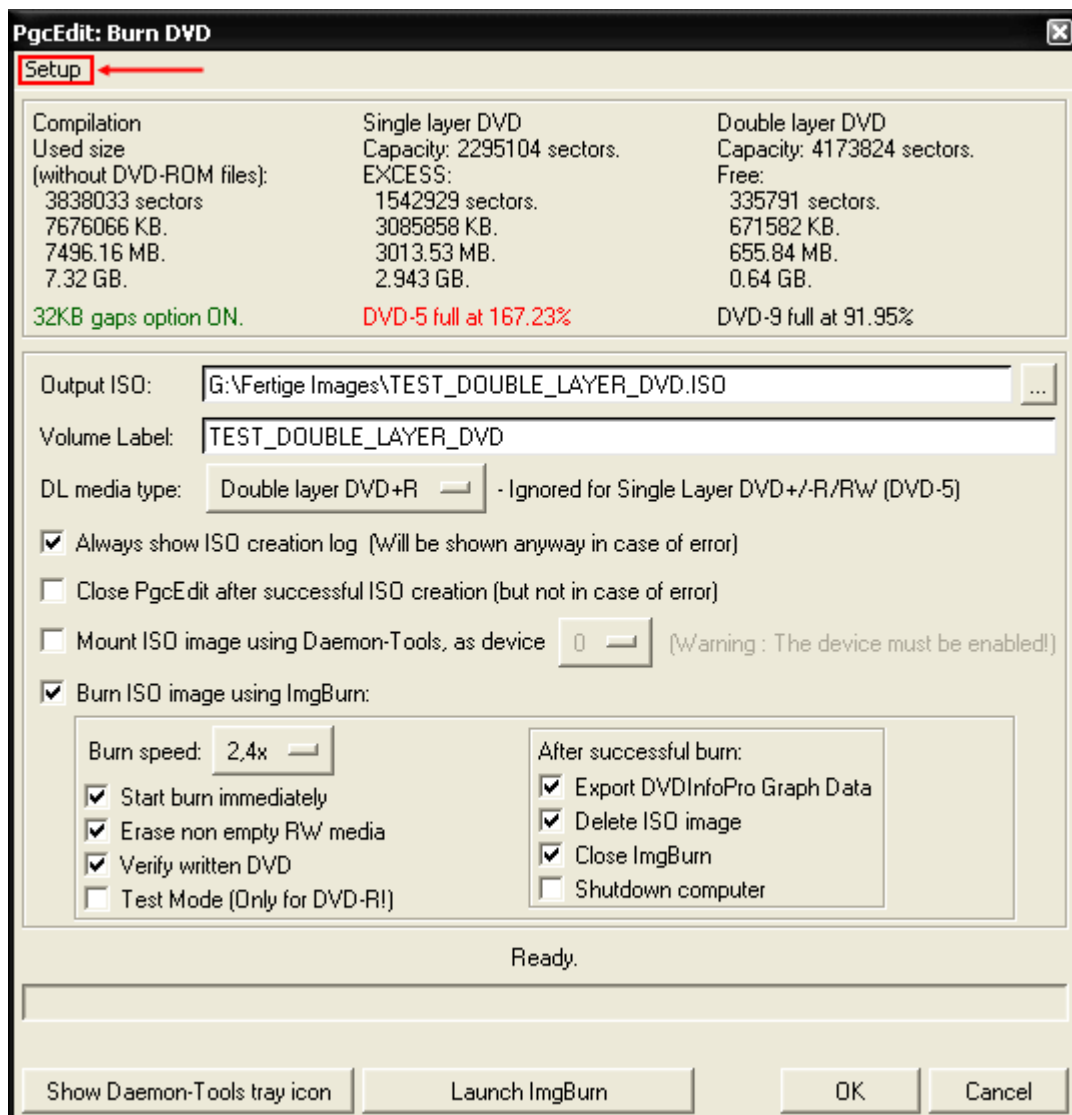 PgcEdit: Burn DVD
Setup
Compilation
Used size
(without DVD-ROM files):
3838033 sectors
7676066 KB.
7496.16 MB.
7.32 GB.
32KB gaps option ON.
Single layer DVD
Capacity: 2295104 sectors.
EXCESS:
1542929 sectors.
3085858 KB.
3013.53 MB.
2.943 GB.
DVD-5 full at 167.23%
Double layer DVD
Capacity: 4173824 sectors.
Free:
335791 sectors.
671582 KB.
655.84 MB.
0.64 GB.
DVD-9 full at 91.95%
Output ISO: G:\Fertige Images\TEST_DOUBLE_LAYER_DVD.ISO ...
Volume Label: TEST_DOUBLE_LAYER_DVD
DL media type: Double layer DVD+R - Ignored for Single Layer DVD+/-R/RW (DVD-5)
Always show ISO creation log (Will be shown anyway in case of error)
Close PgcEdit after successful ISO creation (but not in case of error)
Mount ISO image using Daemon-Tools, as device 0 (Warning : The device must be enabled!)
Burn ISO image using ImgBurn:
Burn speed: 2,4x
Start burn immediately
Erase non empty RW media
Verify written DVD
Test Mode (Only for DVD-R!)
After successful burn:
Export DVDInfoPro Graph Data
Delete ISO image
Close ImgBurn
Shutdown computer
Ready.
Show Daemon-Tools tray icon Launch ImgBurn OK Cancel